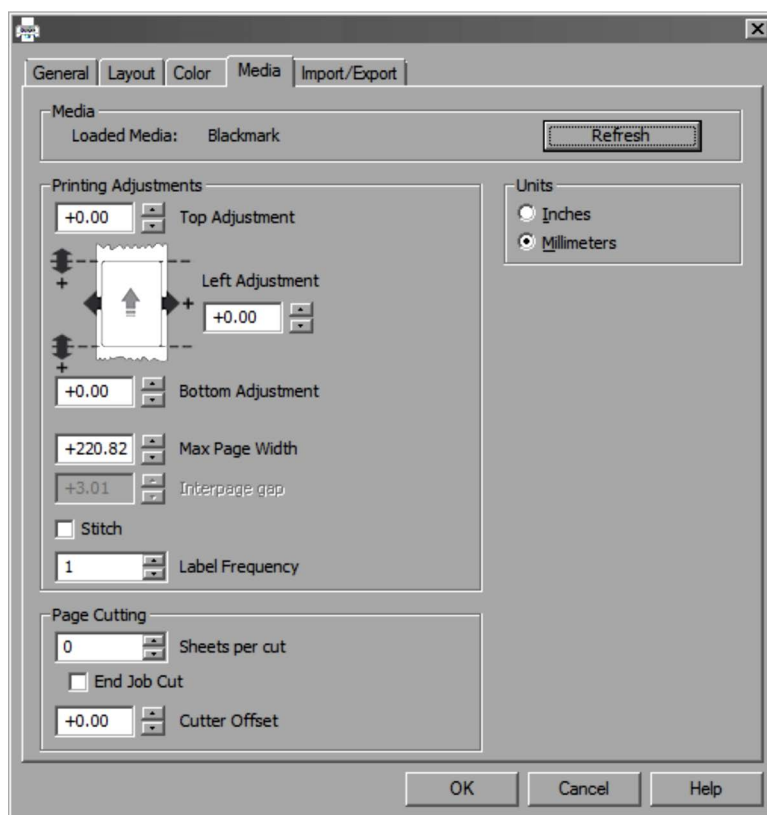 General Layout Color Media Import/Export
Media
Loaded Media: Blackmark Refresh
Printing Adjustments
+0.00 Top Adjustment
+
Left Adjustment
+
+0.00
+
+0.00 Bottom Adjustment
+220.82 Max Page Width
+3.01 Interpage gap
Stitch
1 Label Frequency
Units
Inches
Millimeters
Page Cutting
0 Sheets per cut
End Job Cut
+0.00 Cutter Offset
OK Cancel Help